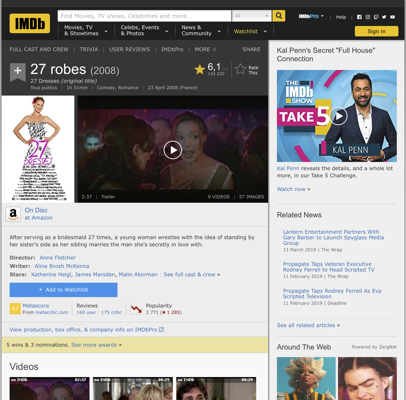 IMDb
Find Movies, TV shows, Celebrities and more...
All
IMDbPro
Help
Movies, TV & Showtimes
Celebs, Events & Photos
News & Community
Watchlist
Sign in
FULL CAST AND CREW | TRIVIA | USER REVIEWS | IMDbPro | MORE
SHARE
27 robes (2008)
27 Dresses (original title)
Tous publics | 1h 51min | Comedy, Romance | 23 April 2008 (France)
6,1
Rate This
27 DRESSES
2:37 | Trailer
9 VIDEOS | 57 IMAGES
On Disc
at Amazon
After serving as a bridesmaid 27 times, a young woman wrestles with the idea of standing by
her sister's side as her sibling marries the man she's secretly in love with.
Director: Anne Fletcher
Writer: Aline Brosh McKenna
Stars: Katherine Heigl, James Marsden, Malin Akerman | See full cast & crew »
+ Add to Watchlist
Metascore
From metacritic.com
Reviews
160 user | 175 critic
Popularity
2 771 (1 285)
View production, box office, & company info on IMDbPro
5 wins & 3 nominations. See more awards »
Videos
Kal Penn's Secret "Full House"
Connection
THE IMDb SHOW
TAKE 5
KAL PENN
Kal Penn reveals the details, and a whole lot
more, in our Take 5 Challenge.
Watch now »
Related News
Lantern Entertainment Partners With
Gary Barber to Launch Spyglass Media
Group
13 March 2019 | The Wrap
Propagate Taps Veteran Executive
Rodney Ferrell to Head Scripted TV
11 February 2019 | The Wrap
Propagate Taps Rodney Ferrell As Evp
Scripted Television
11 February 2019 | Deadline
See all related articles »
Around The Web
Powered by ZergNet